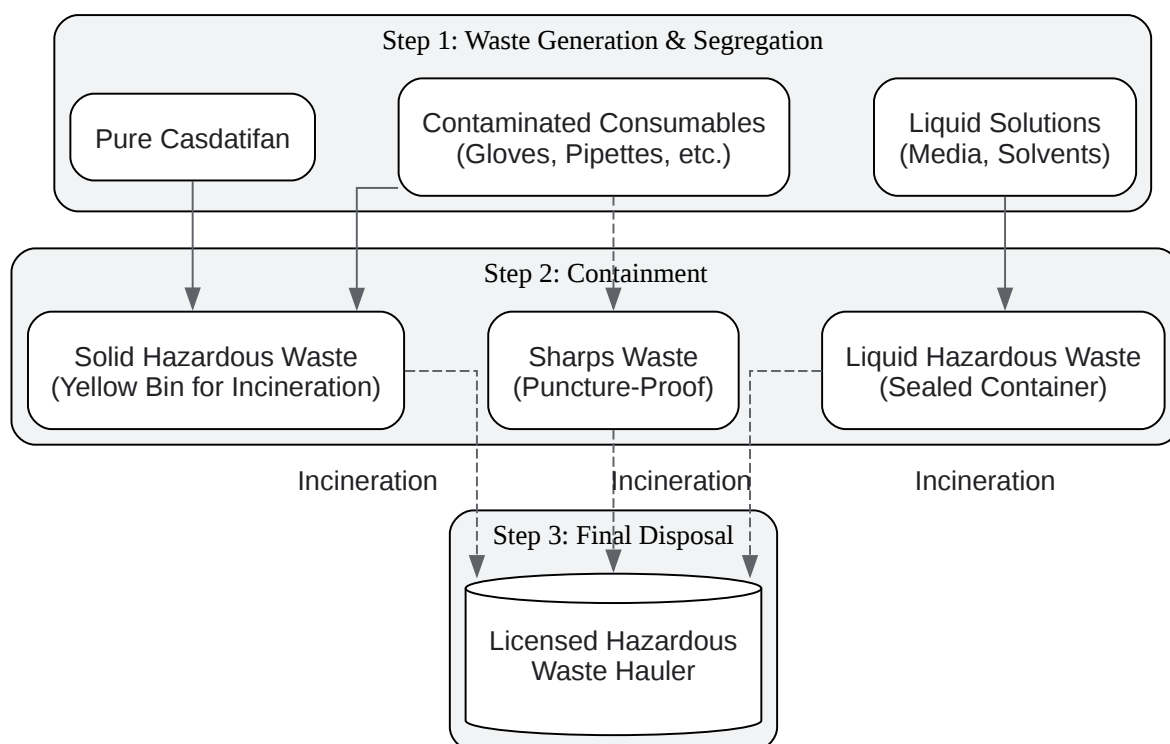 Step 1: Waste Generation & Segregation
Pure Casdatifan
Contaminated Consumables
(Gloves, Pipettes, etc.)
Liquid Solutions
(Media, Solvents)
Step 2: Containment
Solid Hazardous Waste
(Yellow Bin for Incineration)
Sharps Waste
(Puncture-Proof)
Liquid Hazardous Waste
(Sealed Container)
Incineration
Incineration
Incineration
Step 3: Final Disposal
Licensed Hazardous
Waste Hauler